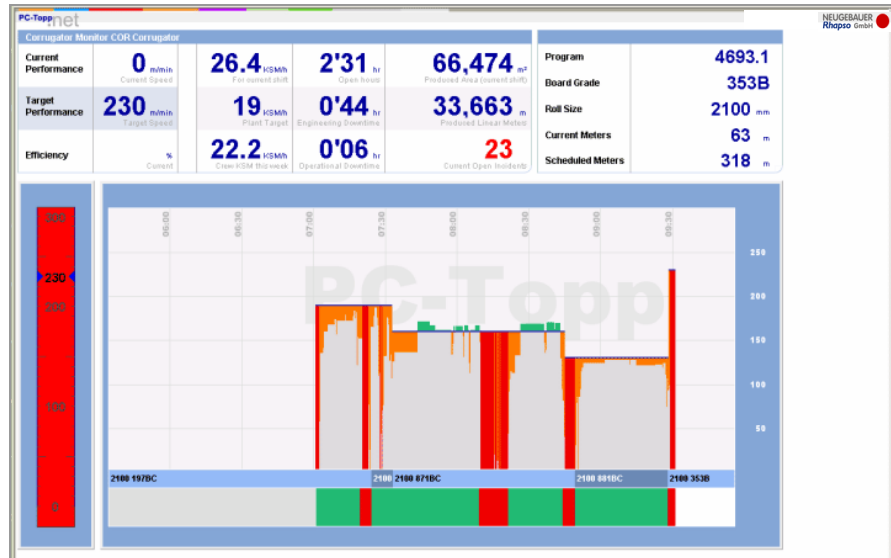 PC-Topp.net
NEUGEBAUER
Rhapso GmbH
Corrugator Monitor COR Corrugator
Current Performance
0 m/min
Current Speed
26.4 KSM/h
For current shift
2'31 hr
Open hours
66,474 m²
Produced Area (current shift)
Target Performance
230 m/min
Target Speed
19 KSM/h
Plant Target
0'44 hr
Engineering Downtime
33,663 m
Produced Linear Meters
Efficiency
%
Current
22.2 KSM/h
Crew KSM this week
0'06 hr
Operational Downtime
23
Current Open Incidents
Program 4693.1
Board Grade 353B
Roll Size 2100 mm
Current Meters 63 m
Scheduled Meters 318 m
300
230
200
100
0
06:00 06:30 07:00 07:30 08:00 08:30 09:00 09:30
PC-Topp
250
200
150
100
50
2100 197BC 2100 2100 871BC 2100 881BC 2100 353B